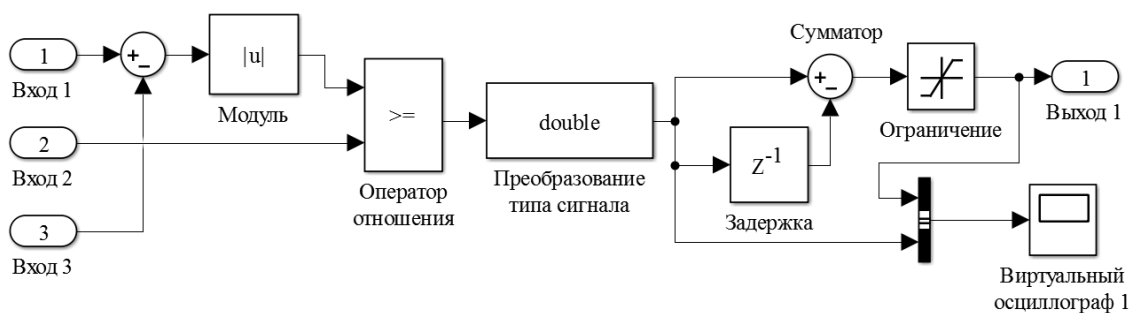 1
Вход 1
+
−
|u|
Модуль
2
Вход 2
3
Вход 3
>=
Оператор
отношения
double
Преобразование
типа сигнала
Z-1
Задержка
Сумматор
+
−
Ограничение
1
Выход 1
Виртуальный
осциллограф 1